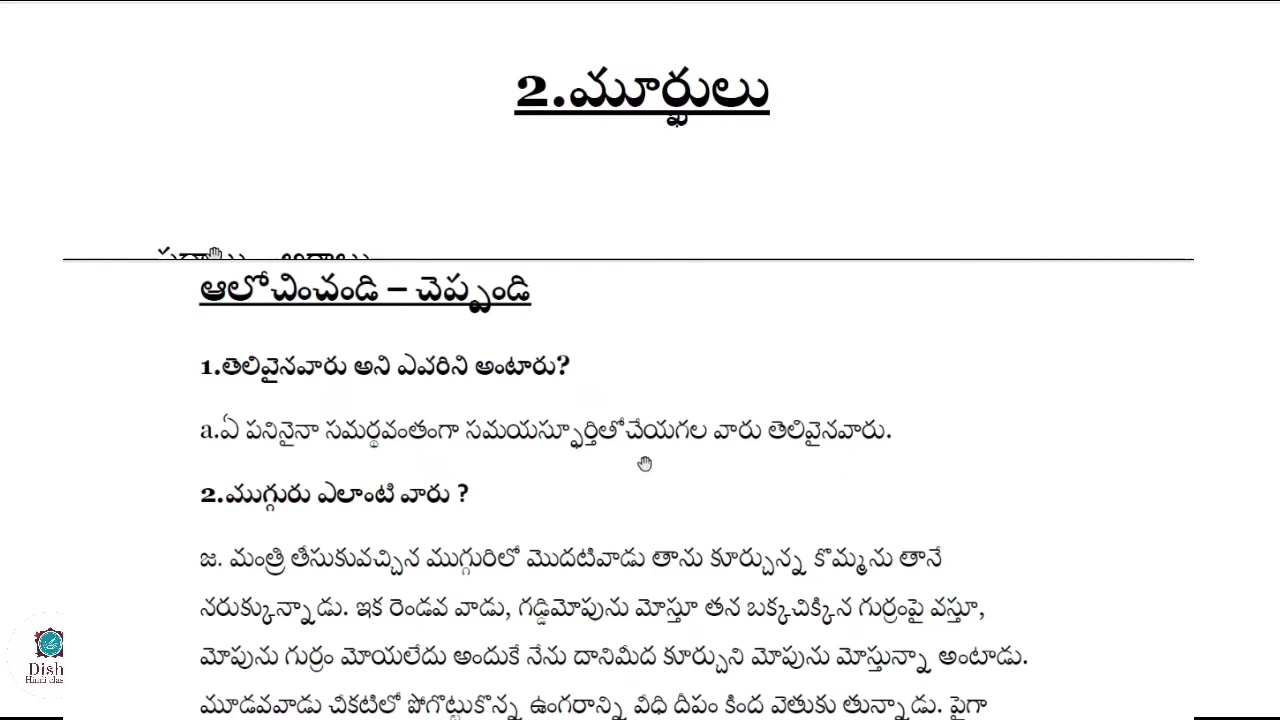 2.మూర్ఖులు
ఆలోచించండి – చెప్పండి
1.తెలివైనవారు అని ఎవరిని అంటారు?
a.ఏ పనినైనా సమర్థవంతంగా సమయస్ఫూర్తితోచేయగల వారు తెలివైనవారు.
2.ముగ్గురు ఎలాంటి వారు ?
జ. మంత్రి తీసుకువచ్చిన ముగ్గురిలో మొదటివాడు తాను కూర్చున్న కొమ్మను తానే
నరుక్కున్నాడు. ఇక రెండవ వాడు, గడ్డిమోపును మోస్తూ తన బక్కచిక్కిన గుర్రంపై వస్తూ,
మోపును గుర్రం మోయలేదు అందుకే నేను దానిమీద కూర్చుని మోపును మోస్తున్నా అంటాడు.
మూడవవాడు చీకటిలో పోగొట్టుకొన్న ఉంగరాన్ని వీధి దీపం కింద వెతుకు తున్నాడు. పైగా
Dish